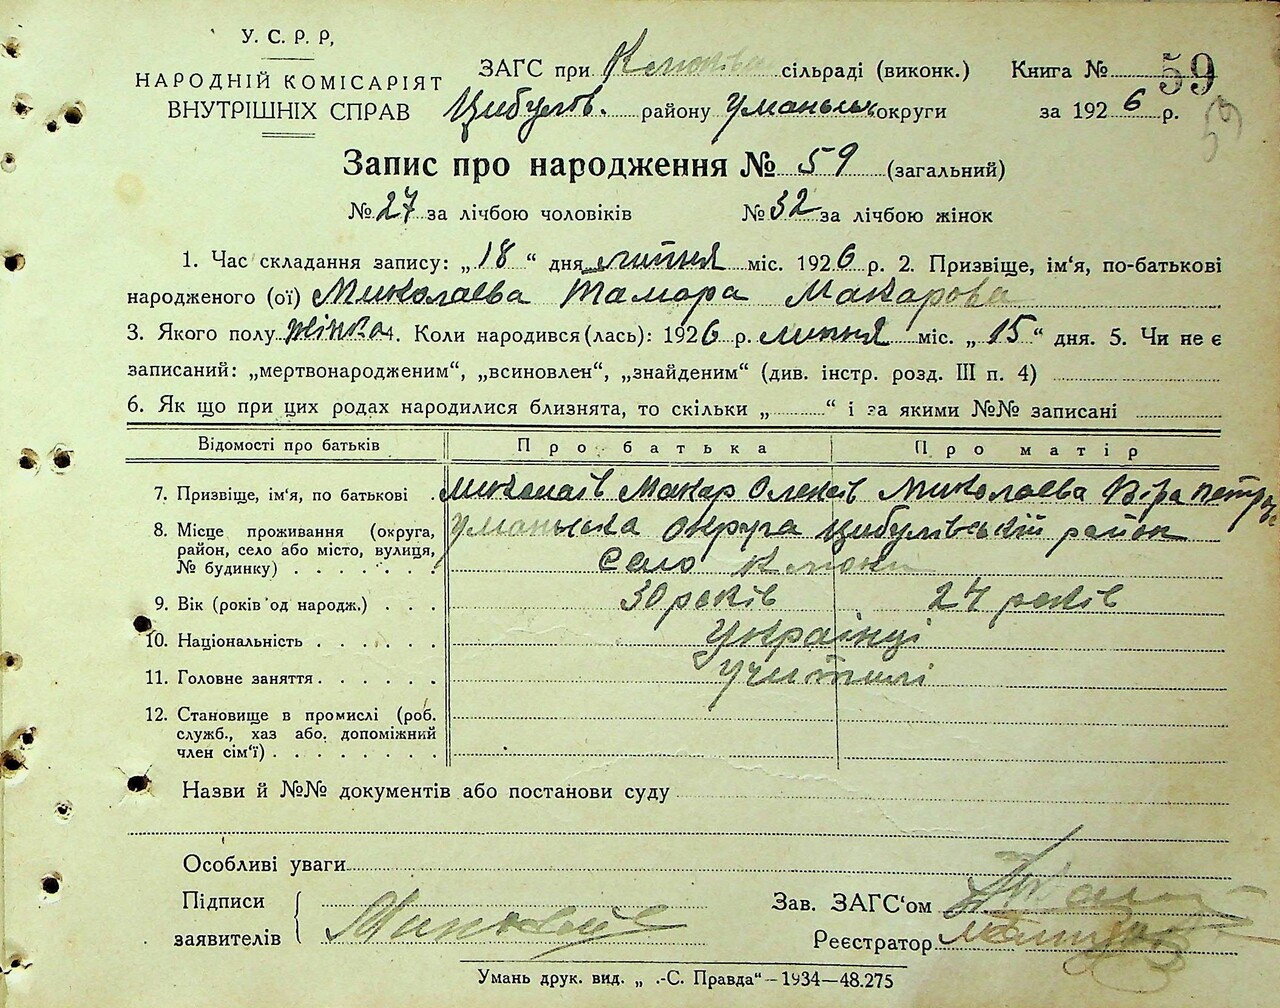 У. С. Р. Р,
НАРОДНІЙ КОМІСАРІЯТ
ВНУТРІШНІХ СПРАВ
ЗАГС при сільраді (виконк.) Книга № 59
Цибулів. району Уманськ округи за 1926 р.
59
Запис про народження № 59 (загальний)
№ 27 за лічбою чоловіків № 32 за лічбою жінок
1. Час складання запису: „18“ дня липня міс. 1926 р. 2. Призвіще, ім'я, по-батькові
народженого (ої) Миколаєва Тамара Макарова
3. Якого полу жінка 4. Коли народився (лась): 1926 р. липня міс. „15“ дня. 5. Чи не є
записаний: „мертвонародженим“, „всиновлен“, „знайденим“ (див. інстр. розд. III п. 4)
6. Як що при цих родах народилися близнята, то скільки „ “ і за якими №№ записані
Відомості про батьків Про батька Про матір
7. Призвіще, ім'я, по батькові Миколаїв Макар Олексів Миколаєва Віра Петр
8. Місце проживання (округа, Уманська округа Цибулівській район
район, село або місто, вулиця,
№ будинку) село
9. Вік (років од народж.) 30 років 24 років
10. Національність українці
11. Головне заняття учителі
12. Становище в промислі (роб.
служб., хаз або. допоміжний
член сім'ї)
Назви й №№ документів або постанови суду
Особливі уваги
Підписи
заявителів
Зав. ЗАГС'ом
Реєстратор
Умань друк. вид. „ .-С. Правда“ – 1934–48.275